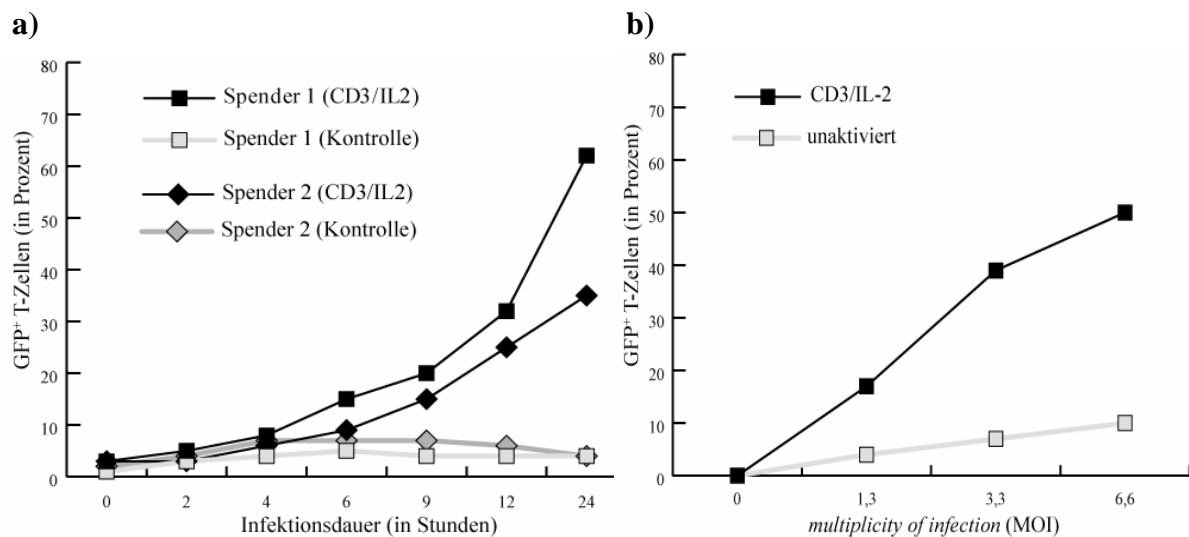 a)
GFP+ T-Zellen (in Prozent)
80
70
60
50
40
30
20
10
0
Spender 1 (CD3/IL2)
Spender 1 (Kontrolle)
Spender 2 (CD3/IL2)
Spender 2 (Kontrolle)
0 2 4 6 9 12 24
Infektionsdauer (in Stunden)
b)
GFP+ T-Zellen (in Prozent)
80
70
60
50
40
30
20
10
0
CD3/IL-2
unaktiviert
0 1,3 3,3 6,6
multiplicity of infection (MOI)